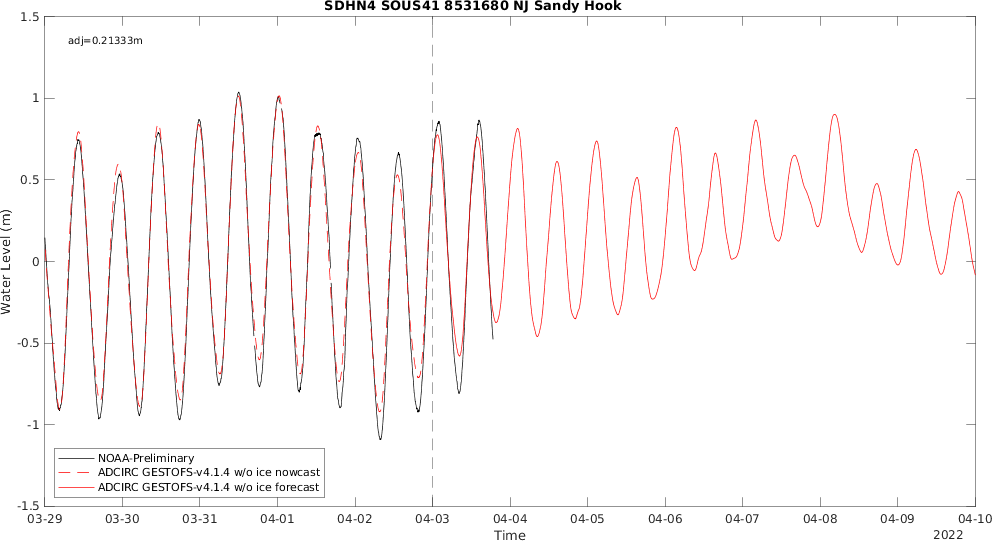 SDHN4 SOUS41 8531680 NJ Sandy Hook
adj=0.21333m
1.5
1
0.5
0
-0.5
-1
-1.5
Water Level (m)
NOAA-Preliminary
ADCIRC GESTOFS-v4.1.4 w/o ice nowcast
ADCIRC GESTOFS-v4.1.4 w/o ice forecast
03-29 03-30 03-31 04-01 04-02 04-03 04-04 04-05 04-06 04-07 04-08 04-09 04-10
Time
2022